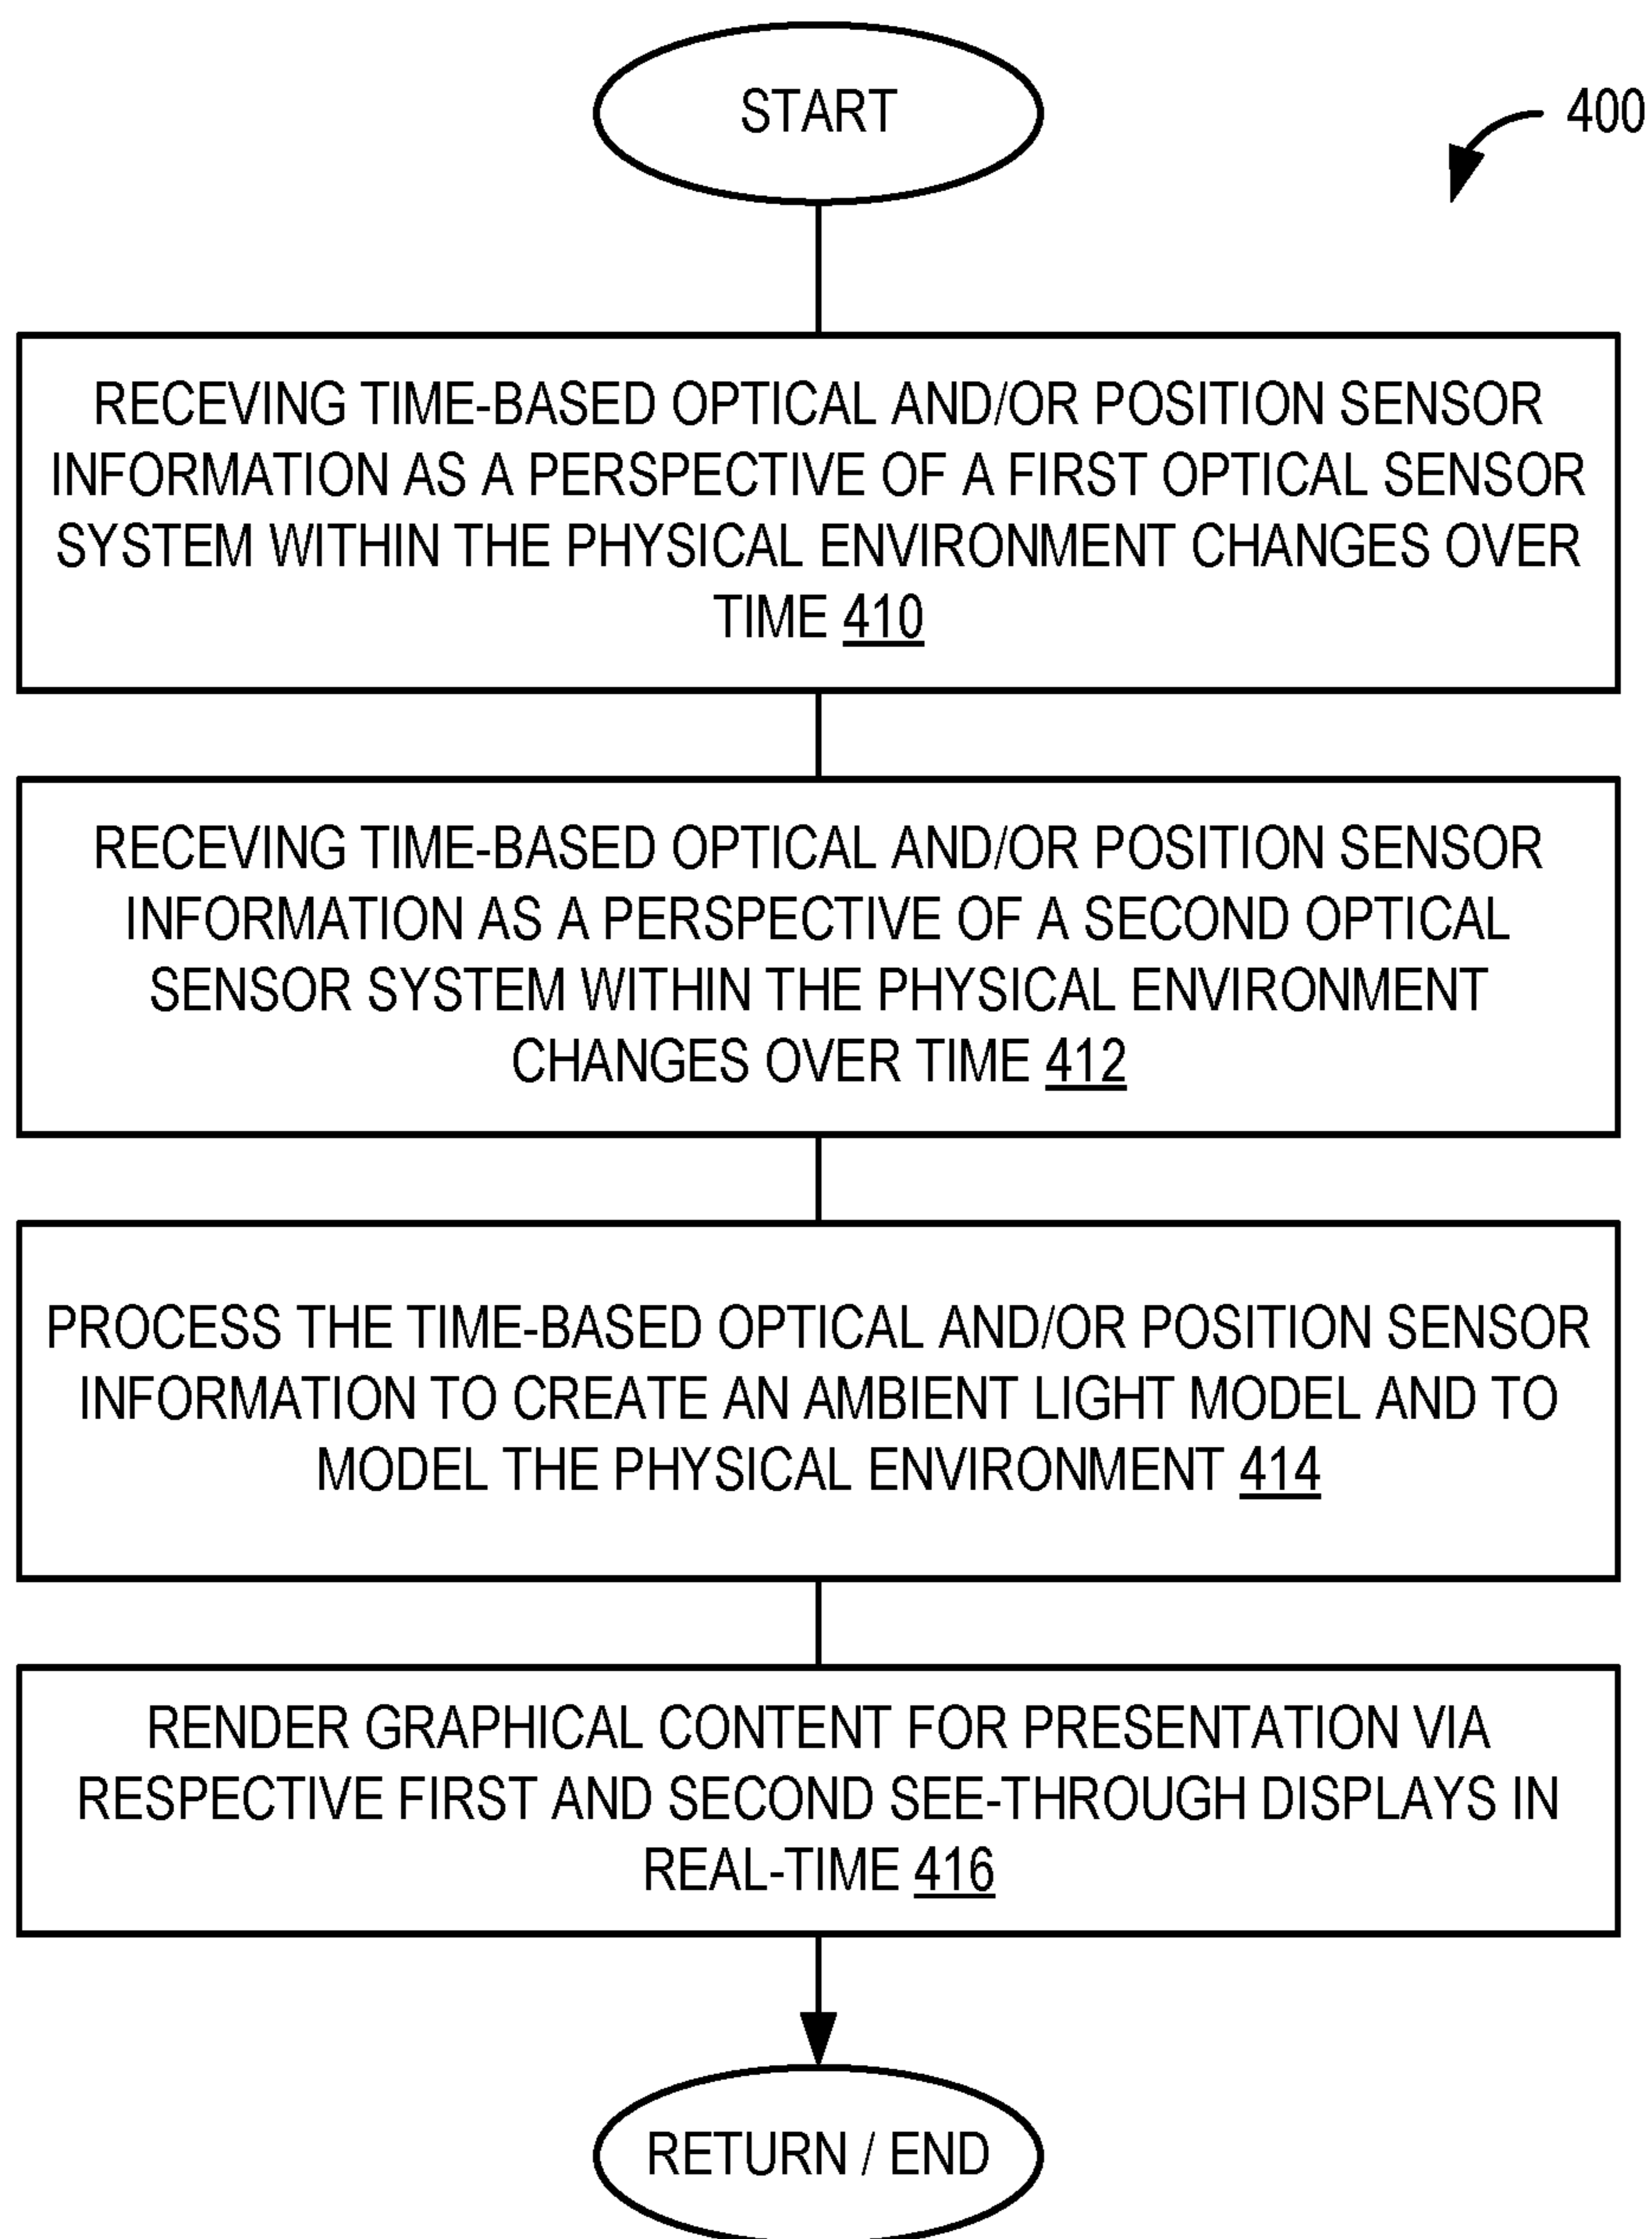 START
400
RECEVING TIME-BASED OPTICAL AND/OR POSITION SENSOR
INFORMATION AS A PERSPECTIVE OF A FIRST OPTICAL SENSOR
SYSTEM WITHIN THE PHYSICAL ENVIRONMENT CHANGES OVER
TIME 410
RECEVING TIME-BASED OPTICAL AND/OR POSITION SENSOR
INFORMATION AS A PERSPECTIVE OF A SECOND OPTICAL
SENSOR SYSTEM WITHIN THE PHYSICAL ENVIRONMENT
CHANGES OVER TIME 412
PROCESS THE TIME-BASED OPTICAL AND/OR POSITION SENSOR
INFORMATION TO CREATE AN AMBIENT LIGHT MODEL AND TO
MODEL THE PHYSICAL ENVIRONMENT 414
RENDER GRAPHICAL CONTENT FOR PRESENTATION VIA
RESPECTIVE FIRST AND SECOND SEE-THROUGH DISPLAYS IN
REAL-TIME 416
RETURN / END